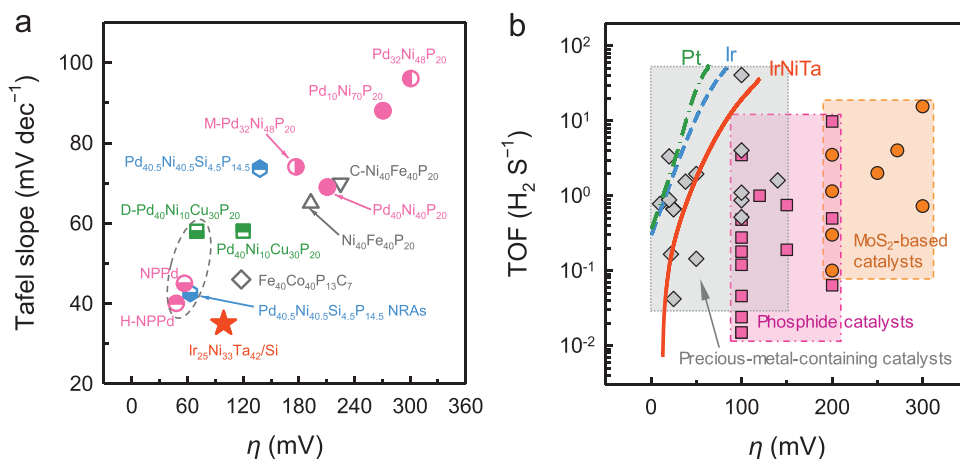 a
Tafel slope (mV dec⁻¹)
100
80
60
40
20
0
60
120
180
240
300
360
η (mV)
Pd₃₂Ni₄₈P₂₀
Pd₁₀Ni₇₀P₂₀
M-Pd₃₂Ni₄₈P₂₀
Pd₄₀.₅Ni₄₀.₅Si₄.₅P₁₄.₅
C-Ni₄₀Fe₄₀P₂₀
D-Pd₄₀Ni₁₀Cu₃₀P₂₀
Pd₄₀Ni₄₀P₂₀
Pd₄₀Ni₁₀Cu₃₀P₂₀
Ni₄₀Fe₄₀P₂₀
NPPd
Fe₄₀Co₄₀P₁₃C₇
H-NPPd
Pd₄₀.₅Ni₄₀.₅Si₄.₅P₁₄.₅ NRAs
Ir₂₅Ni₃₃Ta₄₂/Si
b
TOF (H₂ S⁻¹)
10²
10¹
10⁰
10⁻¹
10⁻²
0
100
200
300
η (mV)
Pt
Ir
IrNiTa
MoS₂-based
catalysts
Phosphide catalysts
Precious-metal-containing catalysts